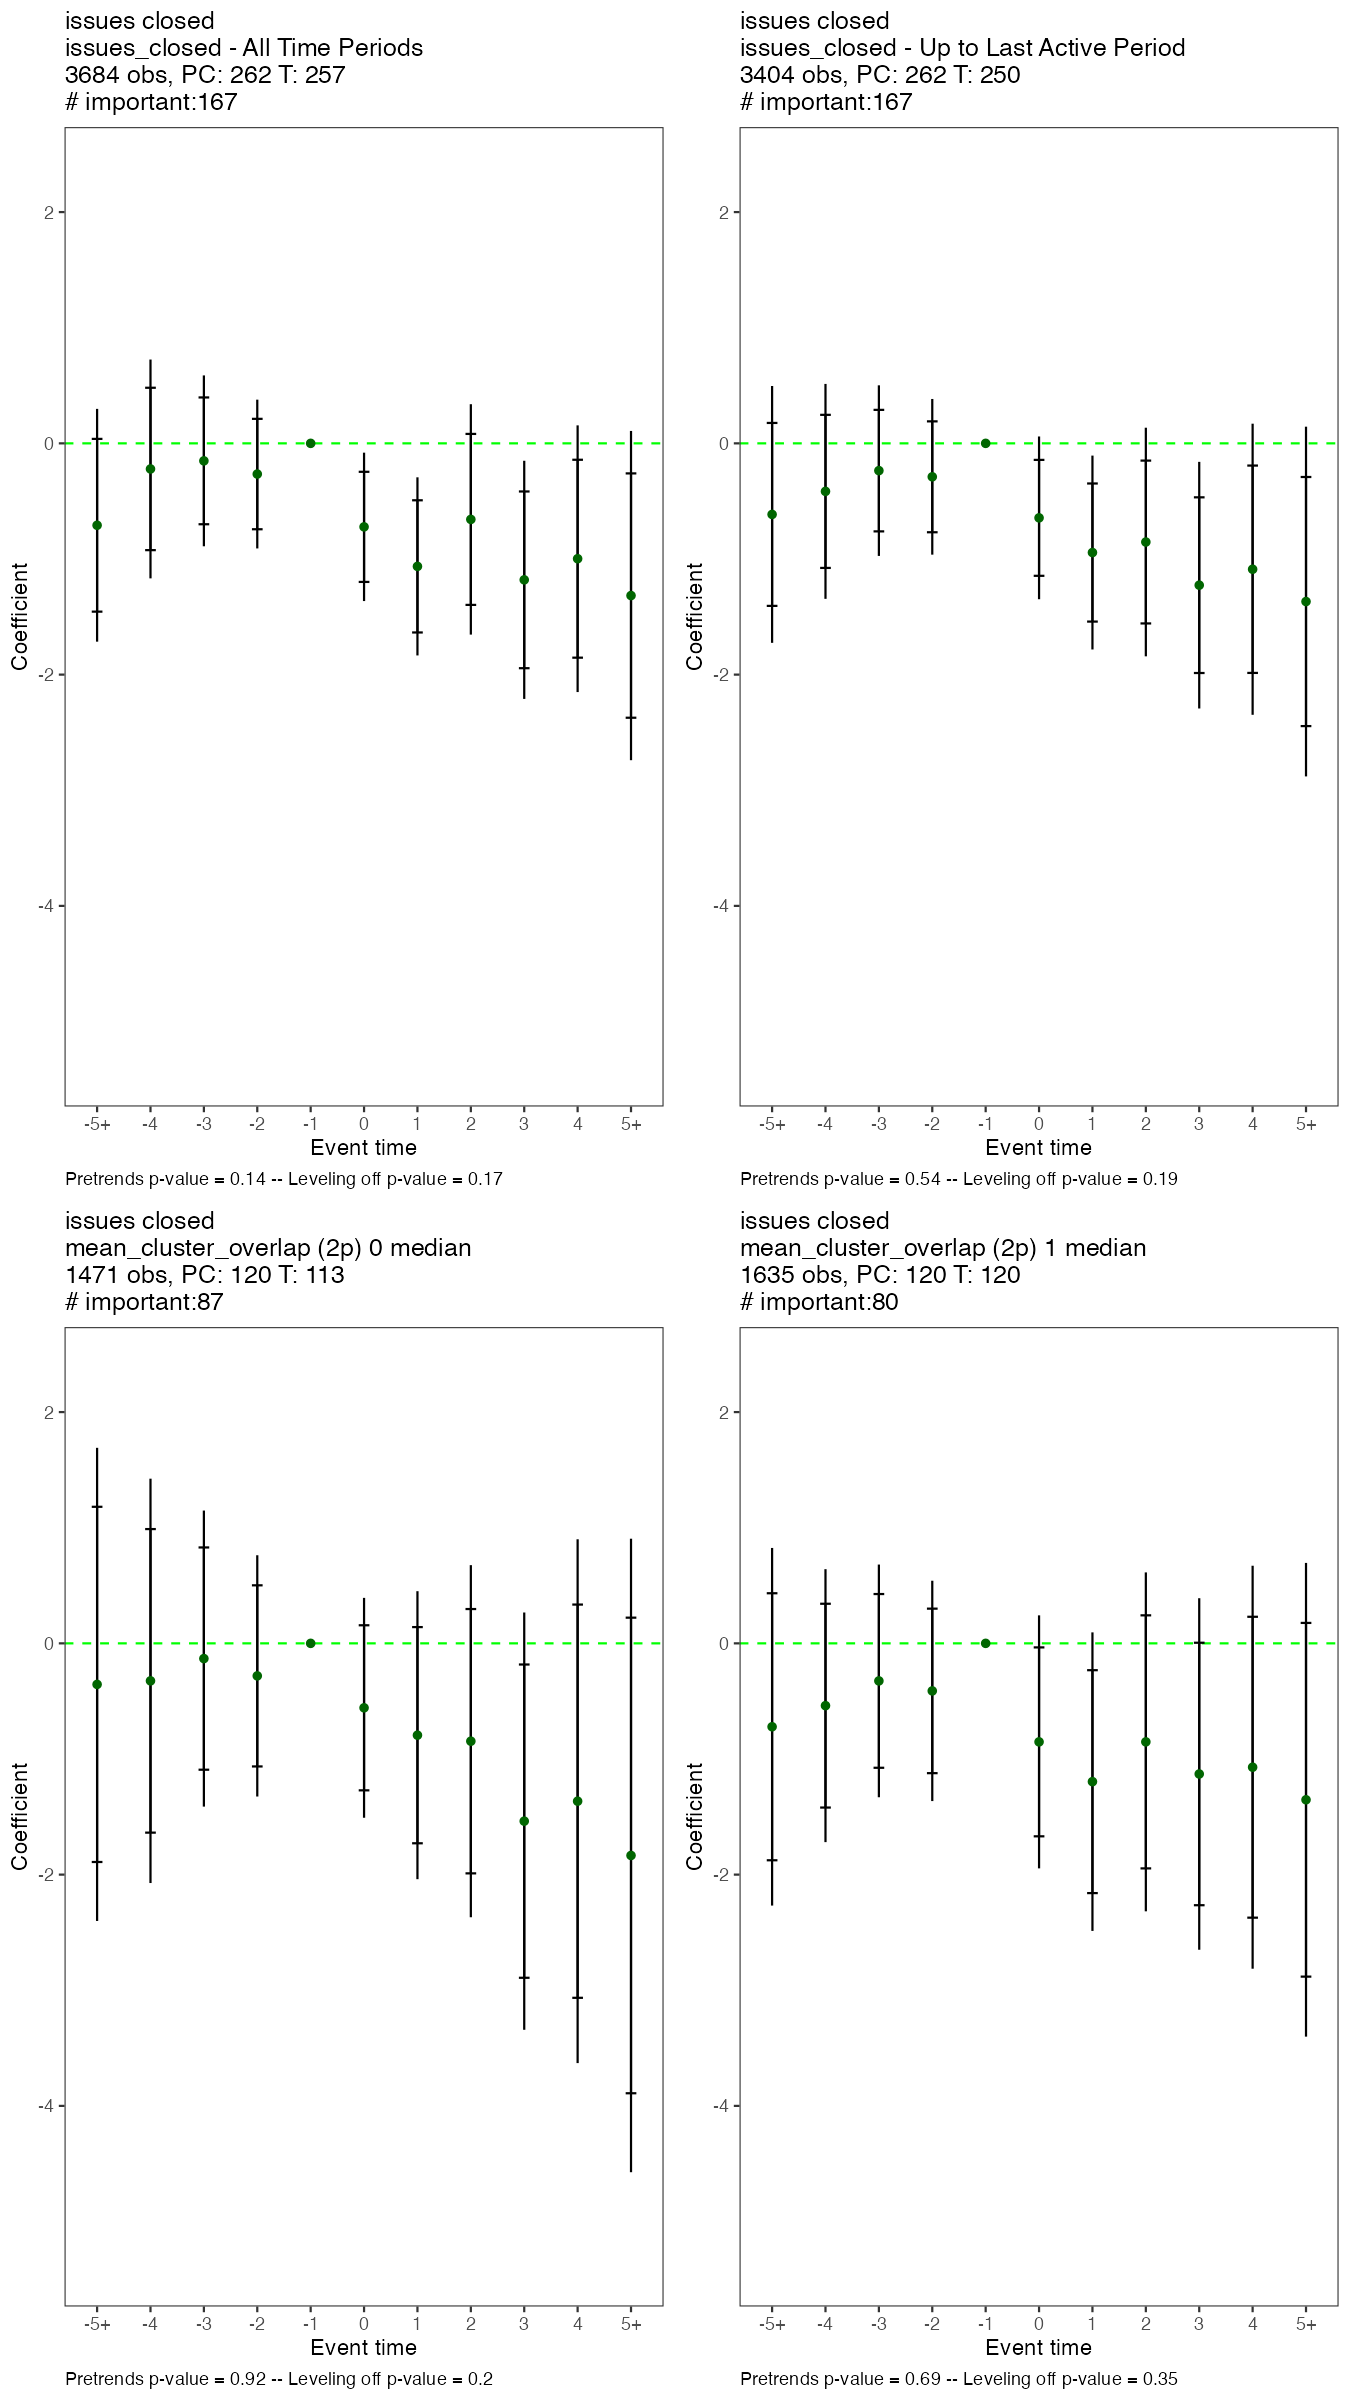 issues closed
issues_closed - All Time Periods
3684 obs, PC: 262 T: 257
# important:167
2
0
-2
-4
Coefficient
-5+ -4 -3 -2 -1 0 1 2 3 4 5+
Event time
Pretrends p-value = 0.14 -- Leveling off p-value = 0.17
issues closed
issues_closed - Up to Last Active Period
3404 obs, PC: 262 T: 250
# important:167
2
0
-2
-4
Coefficient
-5+ -4 -3 -2 -1 0 1 2 3 4 5+
Event time
Pretrends p-value = 0.54 -- Leveling off p-value = 0.19
issues closed
mean_cluster_overlap (2p) 0 median
1471 obs, PC: 120 T: 113
# important:87
2
0
-2
-4
Coefficient
-5+ -4 -3 -2 -1 0 1 2 3 4 5+
Event time
Pretrends p-value = 0.92 -- Leveling off p-value = 0.2
issues closed
mean_cluster_overlap (2p) 1 median
1635 obs, PC: 120 T: 120
# important:80
2
0
-2
-4
Coefficient
-5+ -4 -3 -2 -1 0 1 2 3 4 5+
Event time
Pretrends p-value = 0.69 -- Leveling off p-value = 0.35